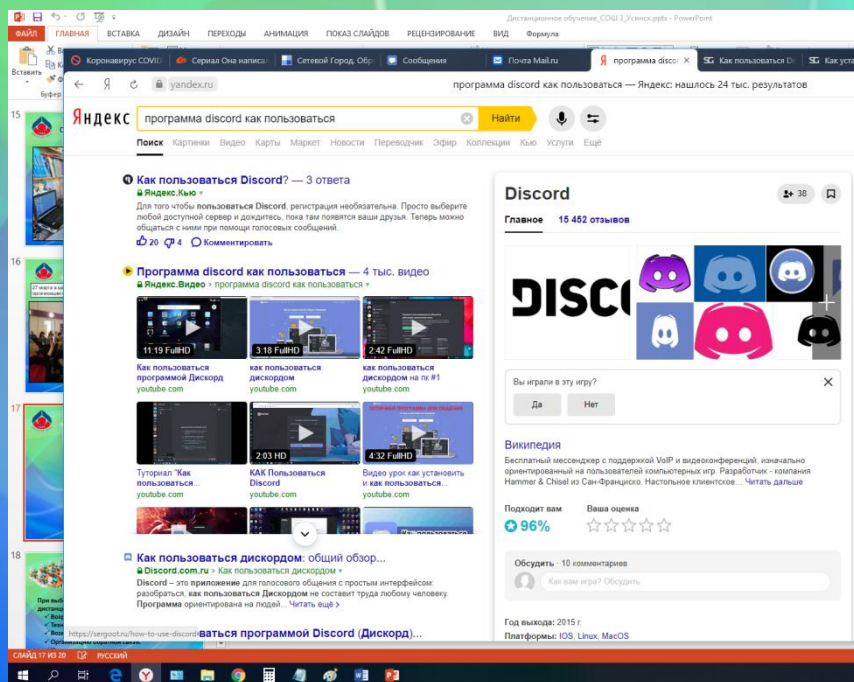 Дистанционное обучение_СОШ 3_Усинск.pptx - PowerPoint
ФАЙЛ ГЛАВНАЯ ВСТАВКА ДИЗАЙН ПЕРЕХОДЫ АНИМАЦИЯ ПОКАЗ СЛАЙДОВ РЕЦЕНЗИРОВАНИЕ ВИД Формула
Вставить
Буфер
Коронавирус COVID Сериал Она написал Сетевой Город. Обр Сообщения Почта Mail.ru программа discor Как пользоваться Di Как уста
yandex.ru программа discord как пользоваться — Яндекс: нашлось 24 тыс. результатов
Яндекс программа discord как пользоваться Найти
Поиск Картинки Видео Карты Маркет Новости Переводчик Эфир Коллекции Кью Услуги Ещё
Как пользоваться Discord? — 3 ответа
Яндекс.Кью
Для того чтобы пользоваться Discord, регистрация необязательна. Просто выберите
любой доступной сервер и дождитесь, пока там появятся ваши друзья. Теперь можно
общаться с ними при помощи голосовых сообщений.
20 4 Комментировать
Программа discord как пользоваться — 4 тыс. видео
Яндекс.Видео › программа discord как пользоваться
11:19 FullHD 3:18 FullHD 2:42 FullHD
Как пользоваться программой Дискорд
youtube.com
как пользоваться дискордом
youtube.com
как пользоваться дискордом на пк #1
youtube.com
2:03 HD 4:32 FullHD
Туториал "Как пользоваться...
youtube.com
КАК Пользоваться Discord
youtube.com
Видео урок как установить и как пользоваться...
youtube.com
Как пользоваться дискордом: общий обзор...
Discord.com.ru › Как пользоваться дискордом
Discord – это приложение для голосового общения с простым интерфейсом:
разобраться, как пользоваться Дискордом не составит труда любому человеку.
Программа ориентирована на людей... Читать ещё ›
https://sergoot.ru/how-to-use-discord ваться программой Discord (Дискорд)...
Discord 38
Главное 15 452 отзывов
DISC
Вы играли в эту игру?
Да Нет
Википедия
Бесплатный мессенджер с поддержкой VoIP и видеоконференций, изначально
ориентированный на пользователей компьютерных игр. Разработчик - компания
Hammer & Chisel из Сан-Франциско. Настольное клиентское... Читать дальше
Подходит вам Ваша оценка
96%
Обсудить · 10 комментариев
Как вам игра? Обсудить
Год выхода: 2015 г.
Платформы: IOS, Linux, MacOS
15
16
17
18
СЛАЙД 17 ИЗ 20 РУССКИЙ